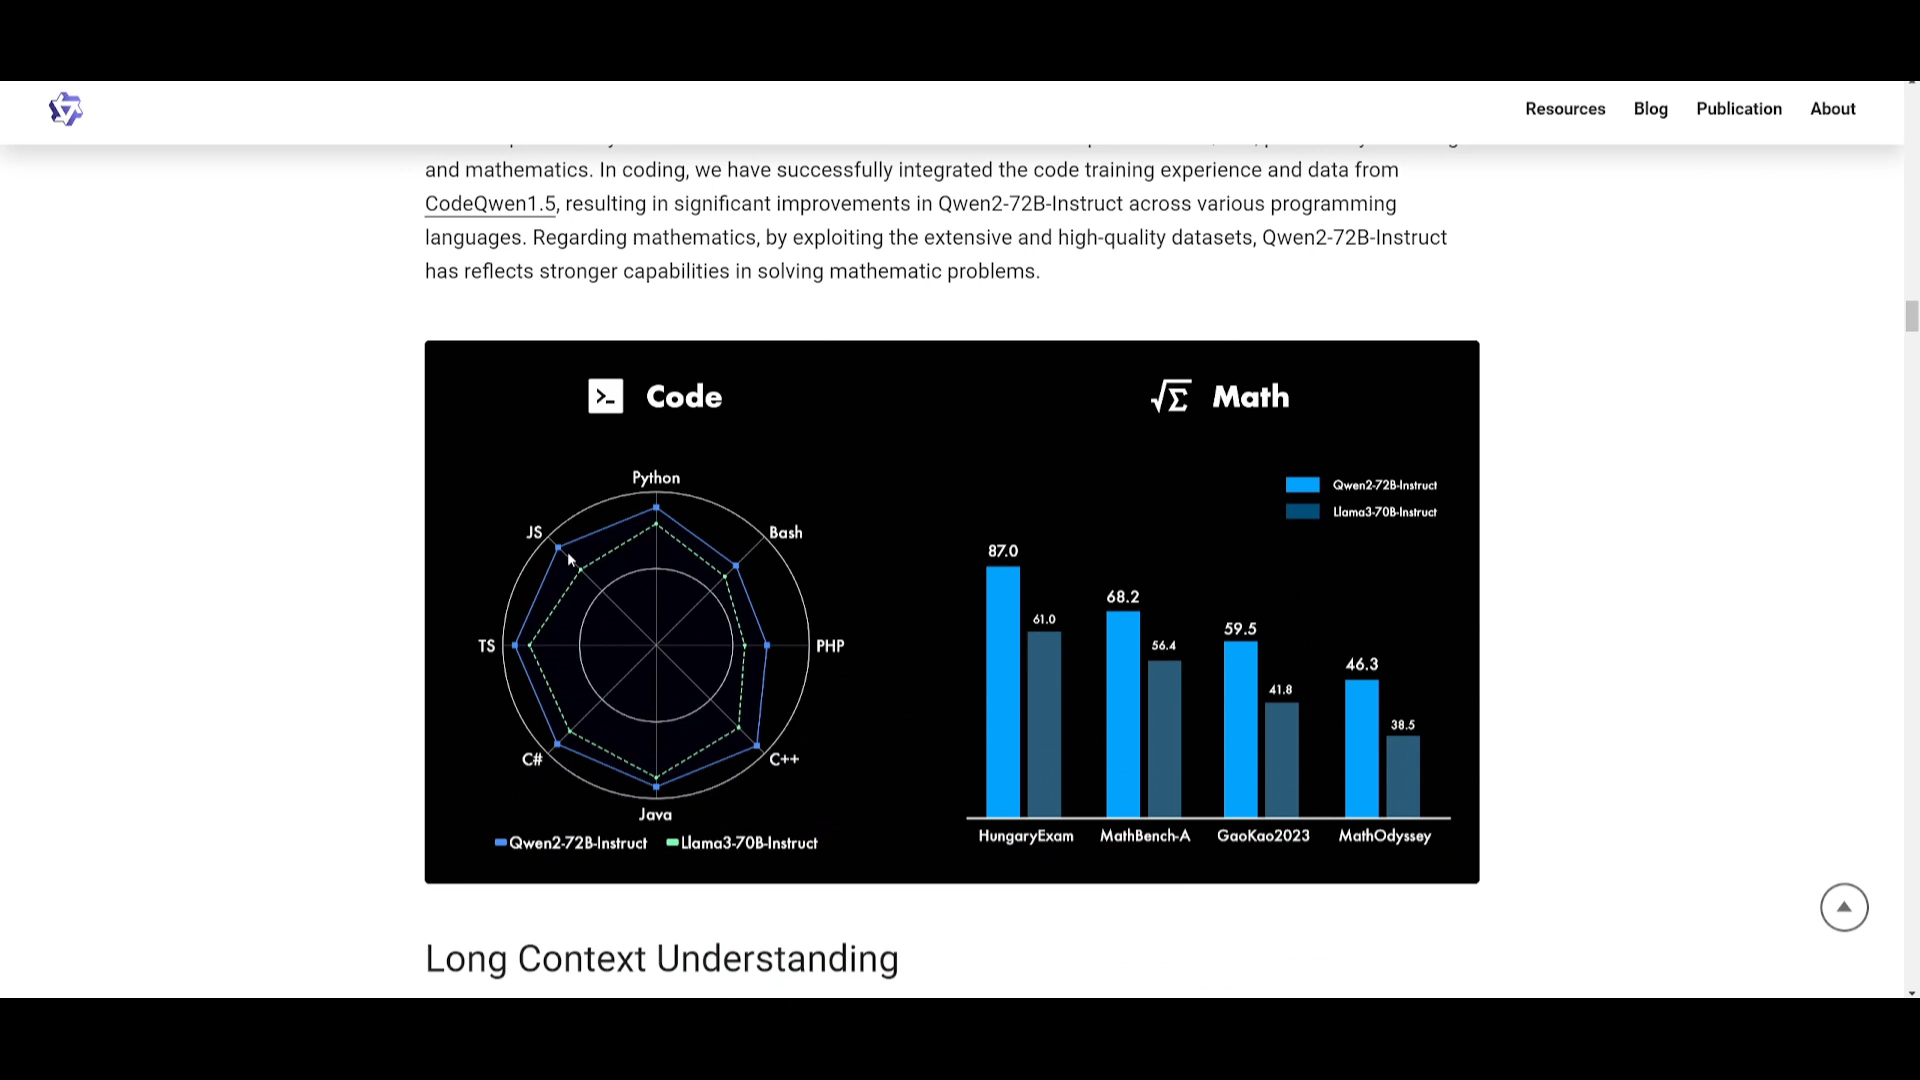 Resources Blog Publication About
and mathematics. In coding, we have successfully integrated the code training experience and data from
CodeQwen1.5, resulting in significant improvements in Qwen2-72B-Instruct across various programming
languages. Regarding mathematics, by exploiting the extensive and high-quality datasets, Qwen2-72B-Instruct
has reflects stronger capabilities in solving mathematic problems.
>_ Code
Python
JS
Bash
TS
PHP
C#
C++
Java
Qwen2-72B-Instruct Llama3-70B-Instruct
√Σ Math
Qwen2-72B-Instruct
Llama3-70B-Instruct
87.0
61.0
68.2
56.4
59.5
41.8
46.3
38.5
HungaryExam MathBench-A GaoKao2023 MathOdyssey
Long Context Understanding